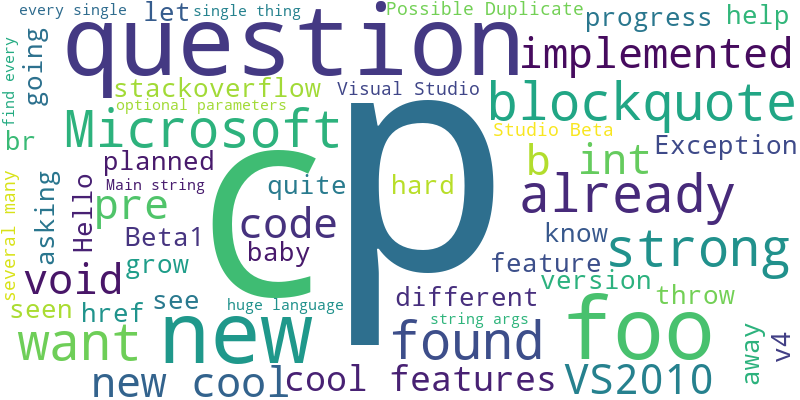 every single
let
single thing
Possible Duplicate
progress
help
question
implemented
going
find every
stackoverflow
Visual Studio
optional parameters
blockquote
br
Microsoft
Studio Beta
Exception
planned
b
int
c
p
Main string
quite
hard
already
several many
asking
Hello
pre
code
Beta1
baby
know
strong
grow
feature
void
version
seen
href
see
huge language
different
throw
want
new
string args
found
foo
away
v4
new cool
cool features
VS2010